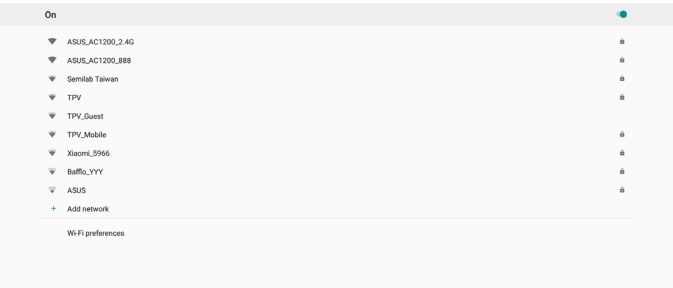 On
ASUS_AC1200_2.4G
ASUS_AC1200_888
Semilab Taiwan
TPV
TPV_Guest
TPV_Mobile
Xiaomi_5966
Bafflo_YYY
ASUS
+ Add network
Wi-Fi preferences